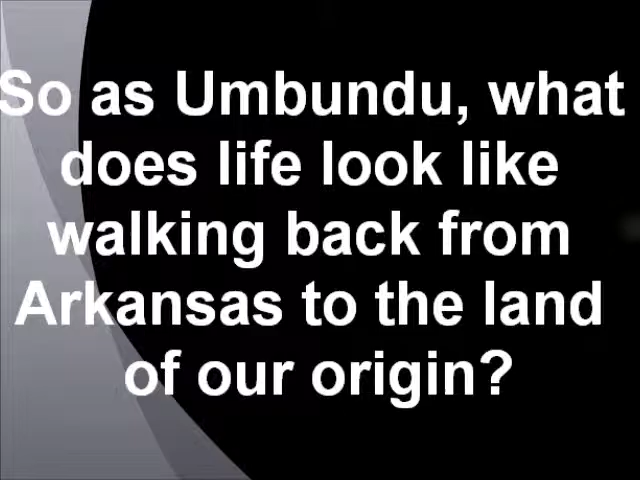 So as Umbundu, what
does life look like
walking back from
Arkansas to the land
of our origin?